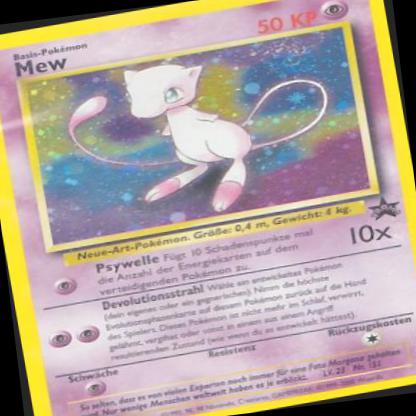 50 KP
Basis-Pokémon
Mew
Neue-Art-Pokémon. Größe: 0,4 m, Gewicht: 4 kg.
10x
Psywelle Fügt 10 Schadenspunkte mal
die Anzahl der Energiekarten auf dem
verteidigenden Pokémon zu.
Devolutionsstrahl Wähle ein entwickeltes Pokémon
(dein eigenes oder ein gegnerisches). Nimm die höchste
Evolutionskarte auf diesem Pokémon zurück auf die Hand
des Spielers. Dieses Pokémon ist nicht mehr im Schlaf, verwirrt,
gelähmt, vergiftet oder sonst in einem aus einem Angriff
resultierenden Zustand (wie wenn du es entwickelt hättest).
Schwäche
Resistenz
Rückzugskosten
So selten, dass es von vielen Experten noch immer für eine Fata Morgana gehalten
Nur wenige Menschen weltweit haben es je erblickt. LV. 23 Nr. 151